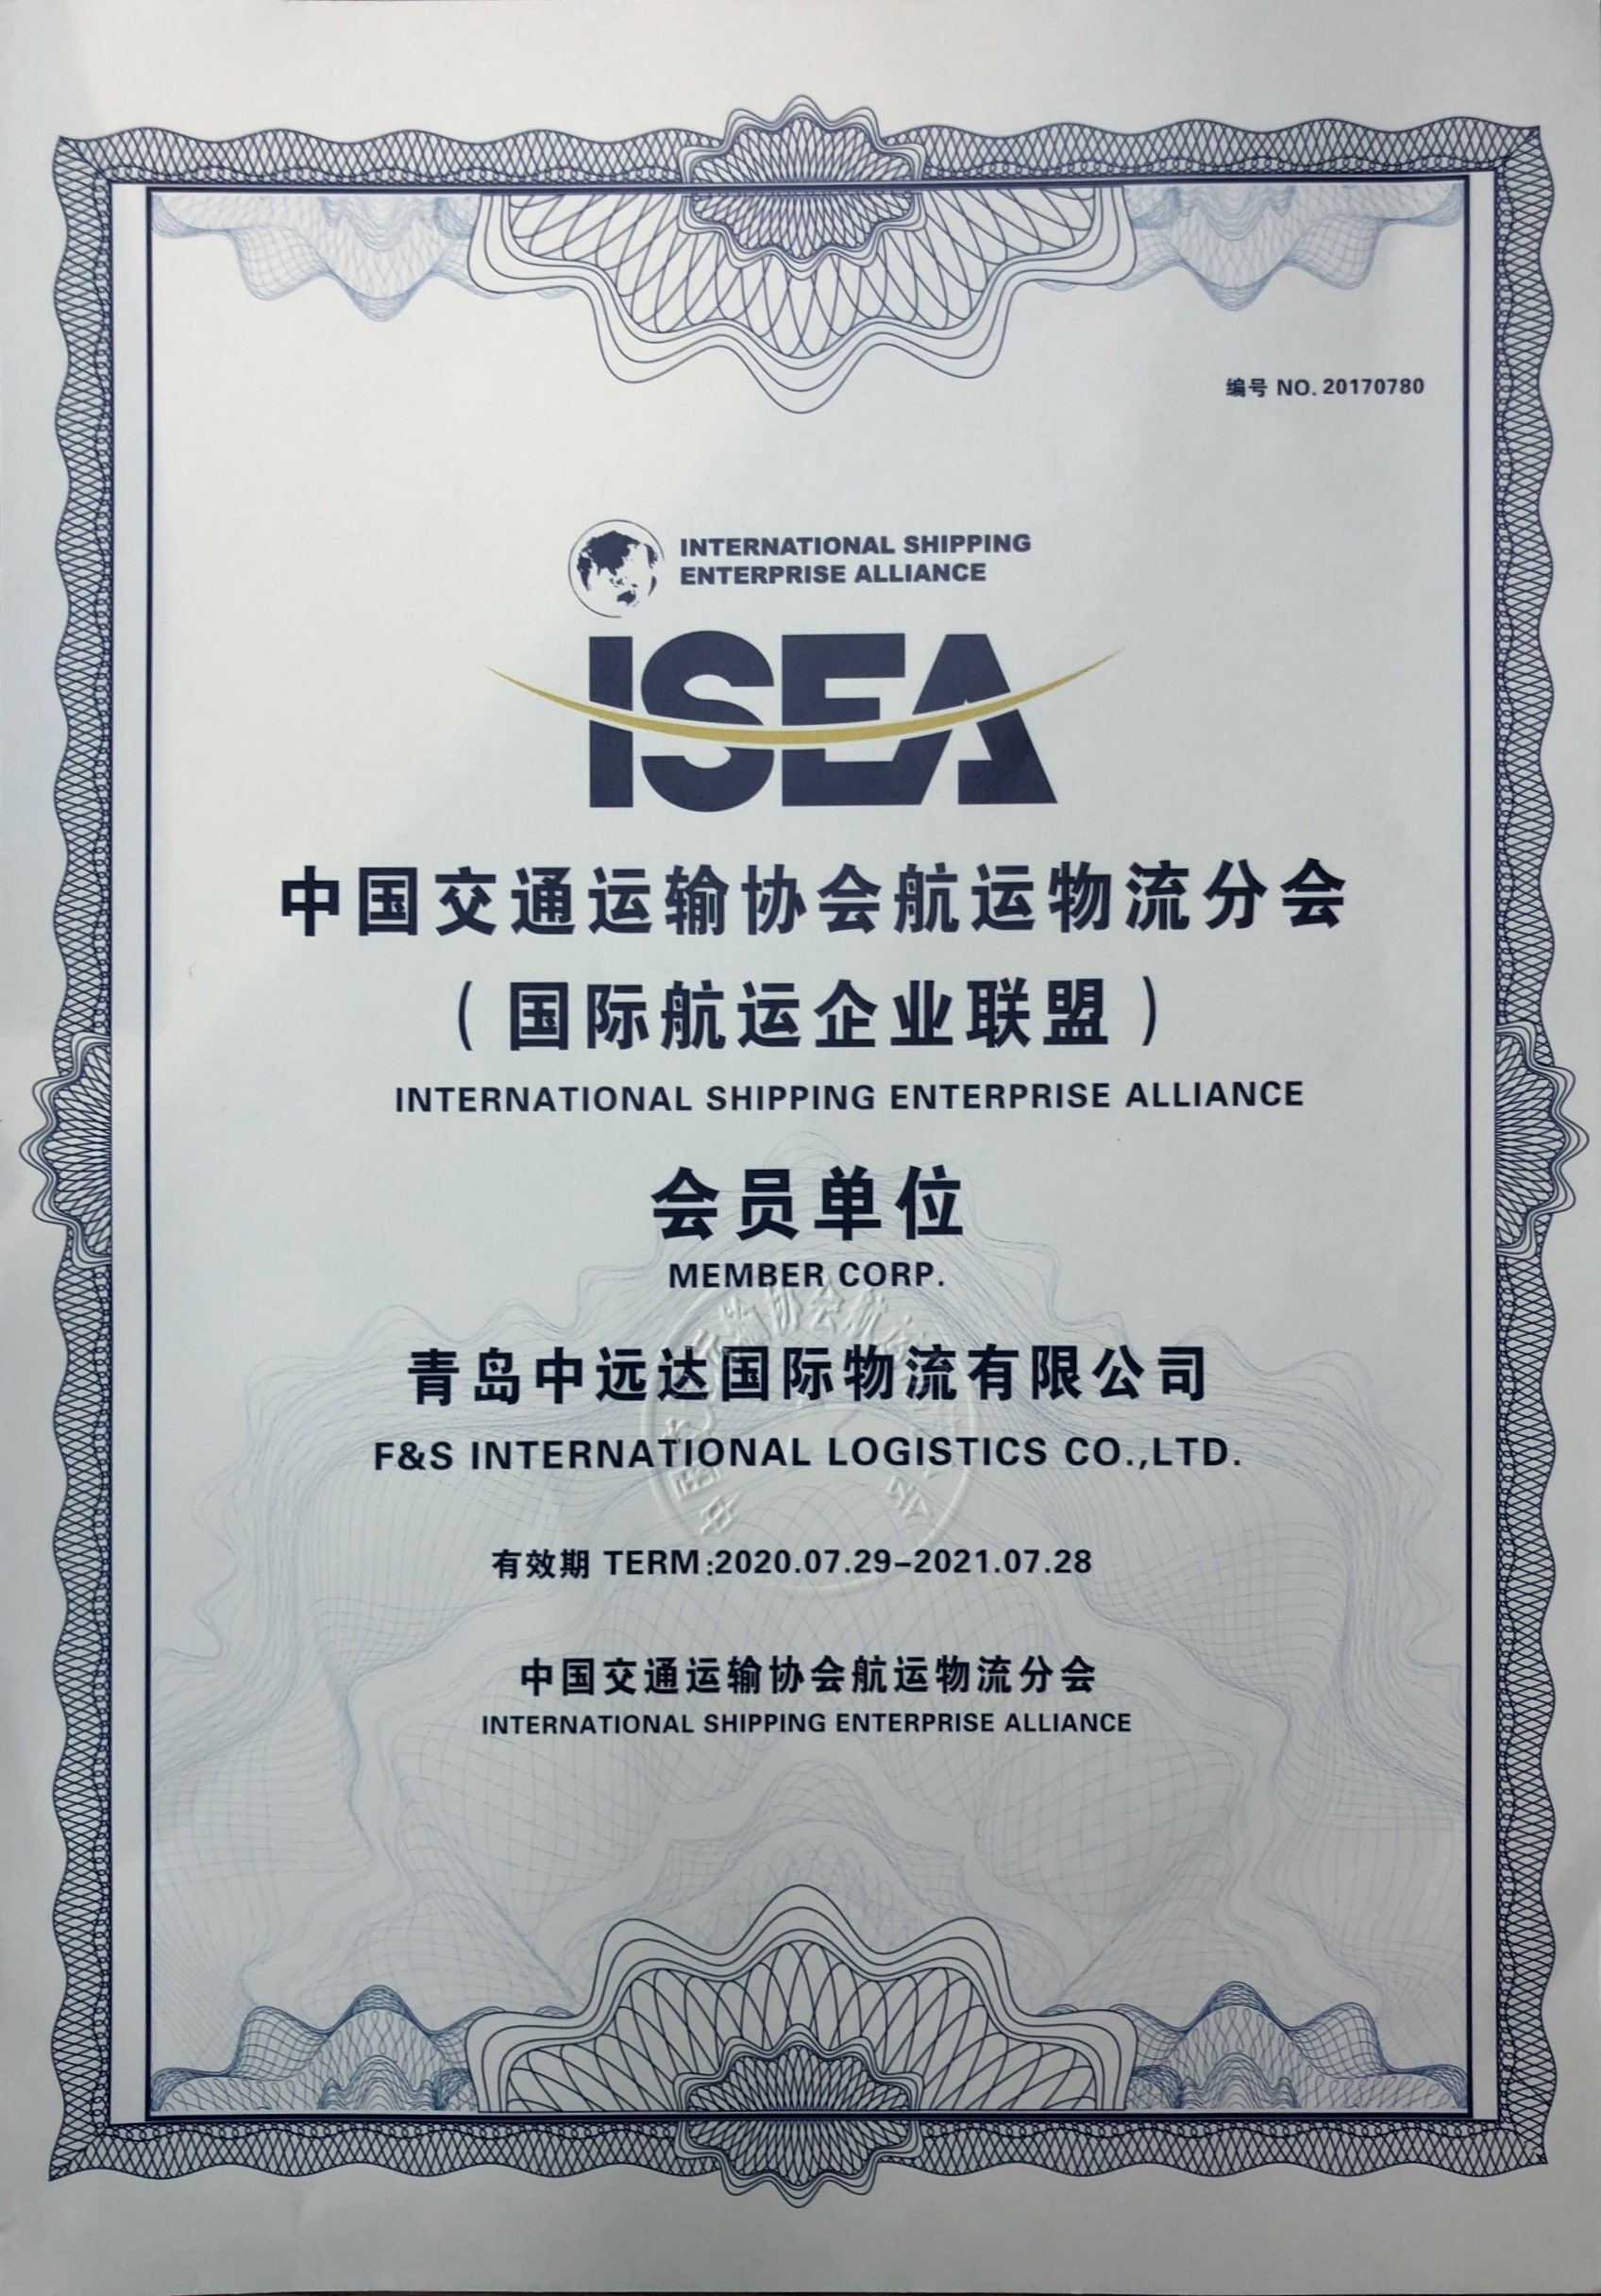 编号 NO. 20170780
INTERNATIONAL SHIPPING
ENTERPRISE ALLIANCE
ISEA
中国交通运输协会航运物流分会
（国际航运企业联盟）
INTERNATIONAL SHIPPING ENTERPRISE ALLIANCE
会员单位
MEMBER CORP.
青岛中远达国际物流有限公司
F&S INTERNATIONAL LOGISTICS CO.,LTD.
有效期 TERM:2020.07.29-2021.07.28
中国交通运输协会航运物流分会
INTERNATIONAL SHIPPING ENTERPRISE ALLIANCE